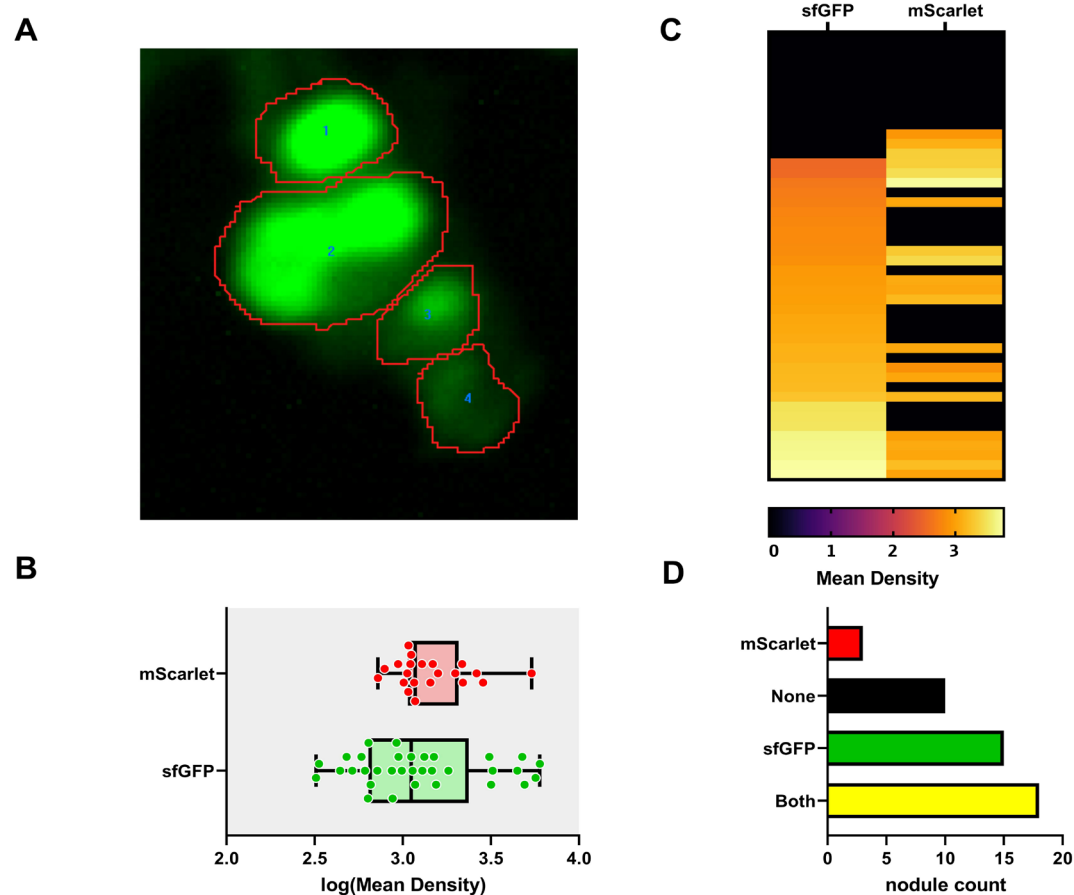 A
1
2
3
4
B
mScarlet
sfGFP
2.0 2.5 3.0 3.5 4.0
log(Mean Density)
C
sfGFP mScarlet
0 1 2 3
Mean Density
D
mScarlet
None
sfGFP
Both
0 5 10 15 20
nodule count